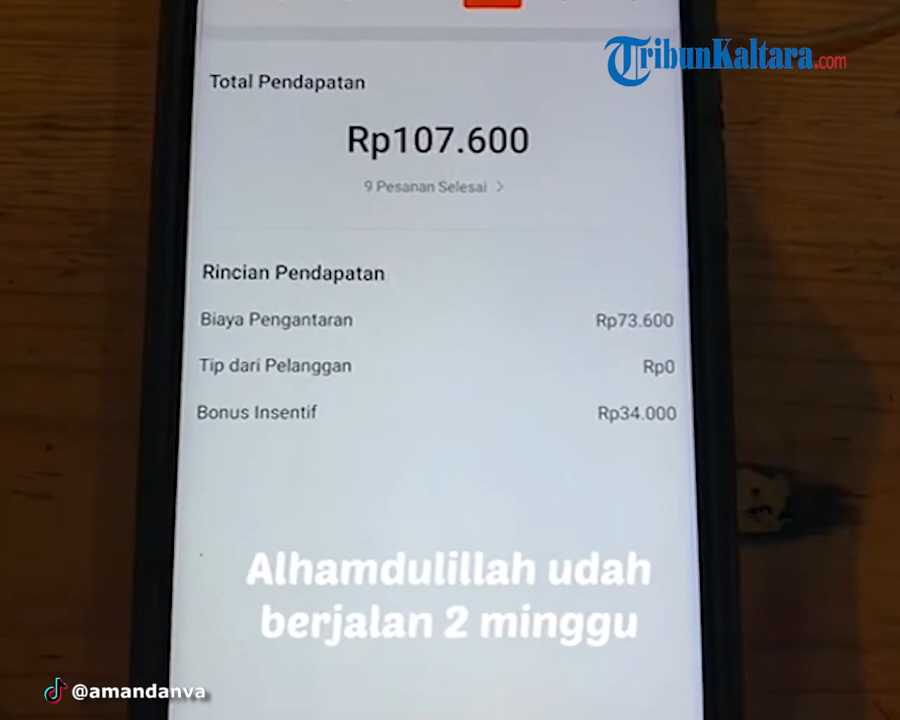 TribunKaltara.com
Total Pendapatan
Rp107.600
9 Pesanan Selesai >
Rincian Pendapatan
Biaya Pengantaran Rp73.600
Tip dari Pelanggan Rp0
Bonus Insentif Rp34.000
Alhamdulillah udah
berjalan 2 minggu
@amandanva